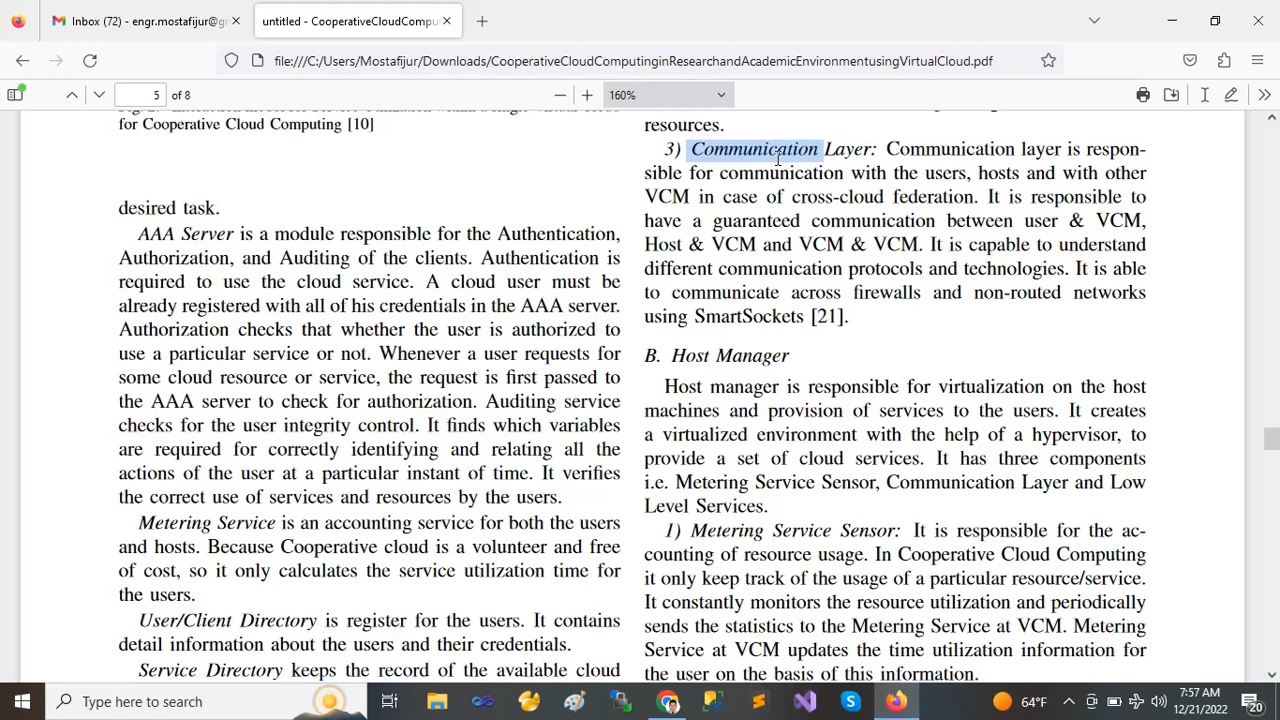 Inbox (72) - engr.mostafijur@g
untitled - CooperativeCloudCompu
file:///C:/Users/Mostafijur/Downloads/CooperativeCloudComputinginResearchandAcademicEnvironmentusingVirtualCloud.pdf
5 of 8
160%
for Cooperative Cloud Computing [10]
desired task.
AAA Server is a module responsible for the Authentication,
Authorization, and Auditing of the clients. Authentication is
required to use the cloud service. A cloud user must be
already registered with all of his credentials in the AAA server.
Authorization checks that whether the user is authorized to
use a particular service or not. Whenever a user requests for
some cloud resource or service, the request is first passed to
the AAA server to check for authorization. Auditing service
checks for the user integrity control. It finds which variables
are required for correctly identifying and relating all the
actions of the user at a particular instant of time. It verifies
the correct use of services and resources by the users.
Metering Service is an accounting service for both the users
and hosts. Because Cooperative cloud is a volunteer and free
of cost, so it only calculates the service utilization time for
the users.
User/Client Directory is register for the users. It contains
detail information about the users and their credentials.
Service Directory keeps the record of the available cloud
resources.
3) Communication Layer: Communication layer is respon-
sible for communication with the users, hosts and with other
VCM in case of cross-cloud federation. It is responsible to
have a guaranteed communication between user & VCM,
Host & VCM and VCM & VCM. It is capable to understand
different communication protocols and technologies. It is able
to communicate across firewalls and non-routed networks
using SmartSockets [21].
B. Host Manager
Host manager is responsible for virtualization on the host
machines and provision of services to the users. It creates
a virtualized environment with the help of a hypervisor, to
provide a set of cloud services. It has three components
i.e. Metering Service Sensor, Communication Layer and Low
Level Services.
1) Metering Service Sensor: It is responsible for the ac-
counting of resource usage. In Cooperative Cloud Computing
it only keep track of the usage of a particular resource/service.
It constantly monitors the resource utilization and periodically
sends the statistics to the Metering Service at VCM. Metering
Service at VCM updates the time utilization information for
the user on the basis of this information.
Type here to search
64°F
7:57 AM
12/21/2022
20